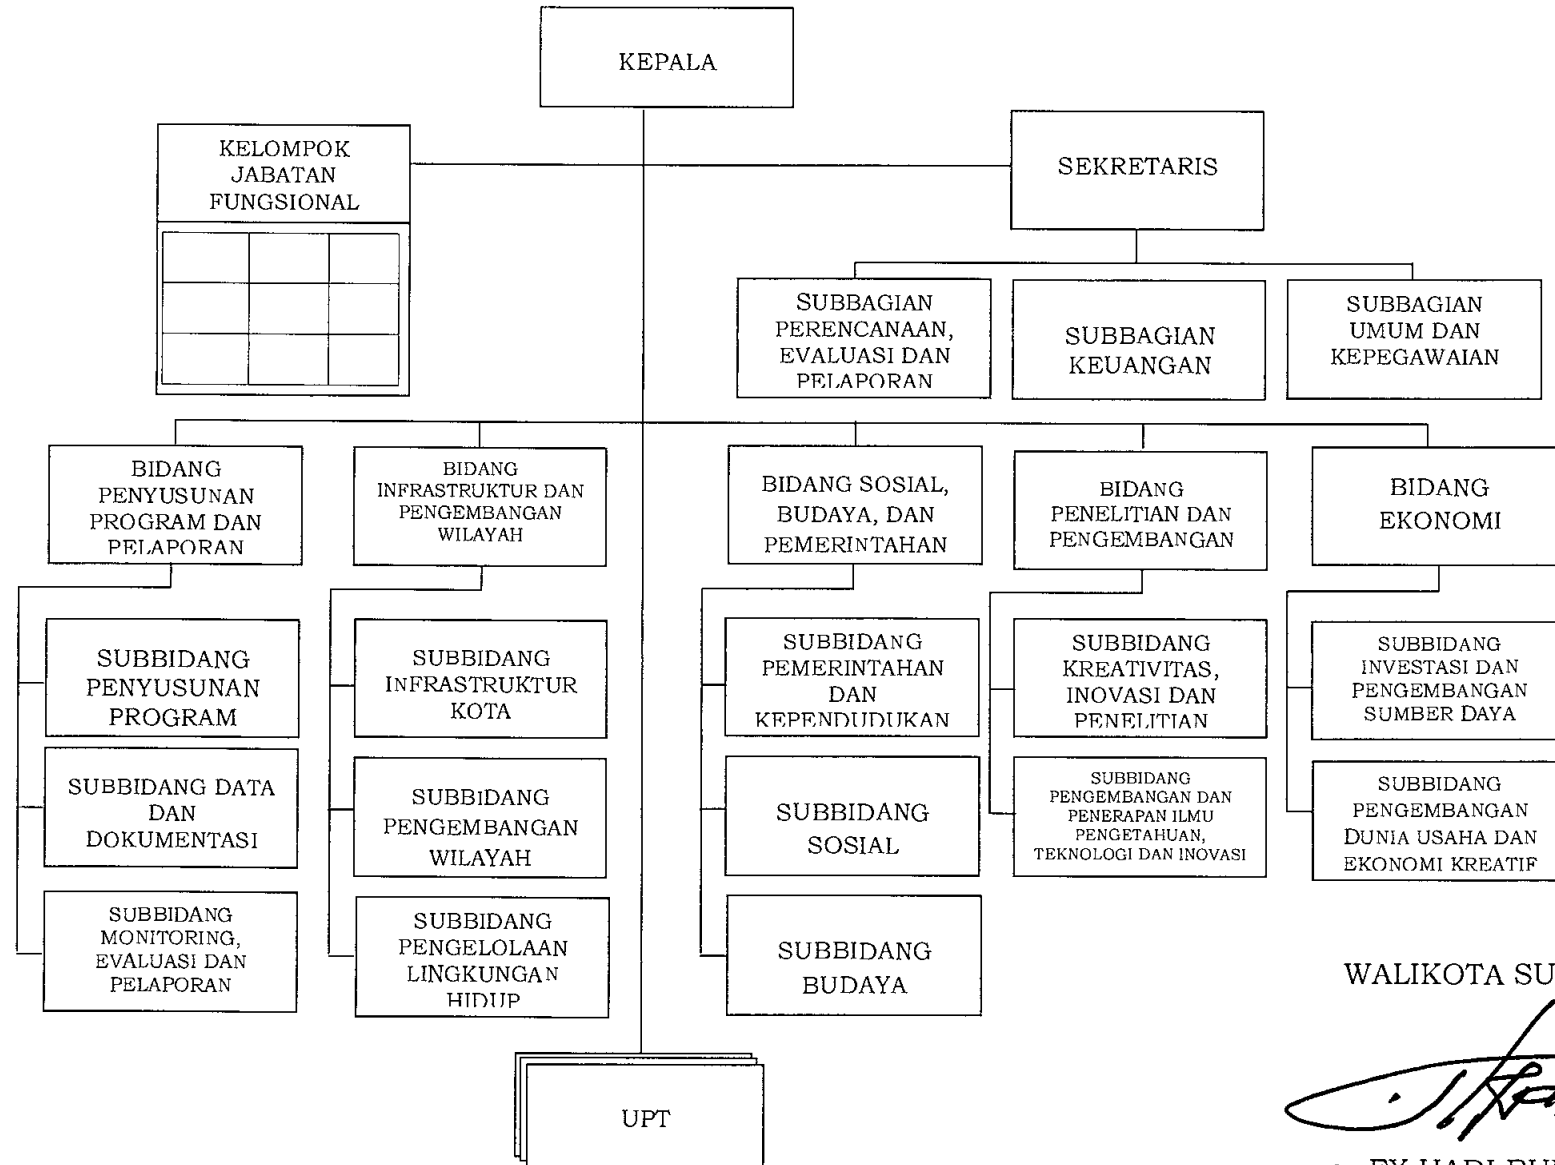 KEPALA
KELOMPOK
JABATAN
FUNGSIONAL
SEKRETARIS
SUBBAGIAN
PERENCANAAN,
EVALUASI DAN
PELAPORAN
SUBBAGIAN
KEUANGAN
SUBBAGIAN
UMUM DAN
KEPEGAWAIAN
BIDANG
PENYUSUNAN
PROGRAM DAN
PELAPORAN
BIDANG
INFRASTRUKTUR DAN
PENGEMBANGAN
WILAYAH
BIDANG SOSIAL,
BUDAYA, DAN
PEMERINTAHAN
BIDANG
PENELITIAN DAN
PENGEMBANGAN
BIDANG
EKONOMI
SUBBIDANG
PENYUSUNAN
PROGRAM
SUBBIDANG
INFRASTRUKTUR
KOTA
SUBBIDANG
PEMERINTAHAN
DAN
KEPENDUDUKAN
SUBBIDANG
KREATIVITAS,
INOVASI DAN
PENELITIAN
SUBBIDANG
INVESTASI DAN
PENGEMBANGAN
SUMBER DAYA
SUBBIDANG DATA
DAN
DOKUMENTASI
SUBBIDANG
PENGEMBANGAN
WILAYAH
SUBBIDANG
SOSIAL
SUBBIDANG
PENGEMBANGAN DAN
PENERAPAN ILMU
PENGETAHUAN,
TEKNOLOGI DAN INOVASI
SUBBIDANG
PENGEMBANGAN
DUNIA USAHA DAN
EKONOMI KREATIF
SUBBIDANG
MONITORING,
EVALUASI DAN
PELAPORAN
SUBBIDANG
PENGELOLAAN
LINGKUNGAN
HIDUP
SUBBIDANG
BUDAYA
WALIKOTA SU
UPT